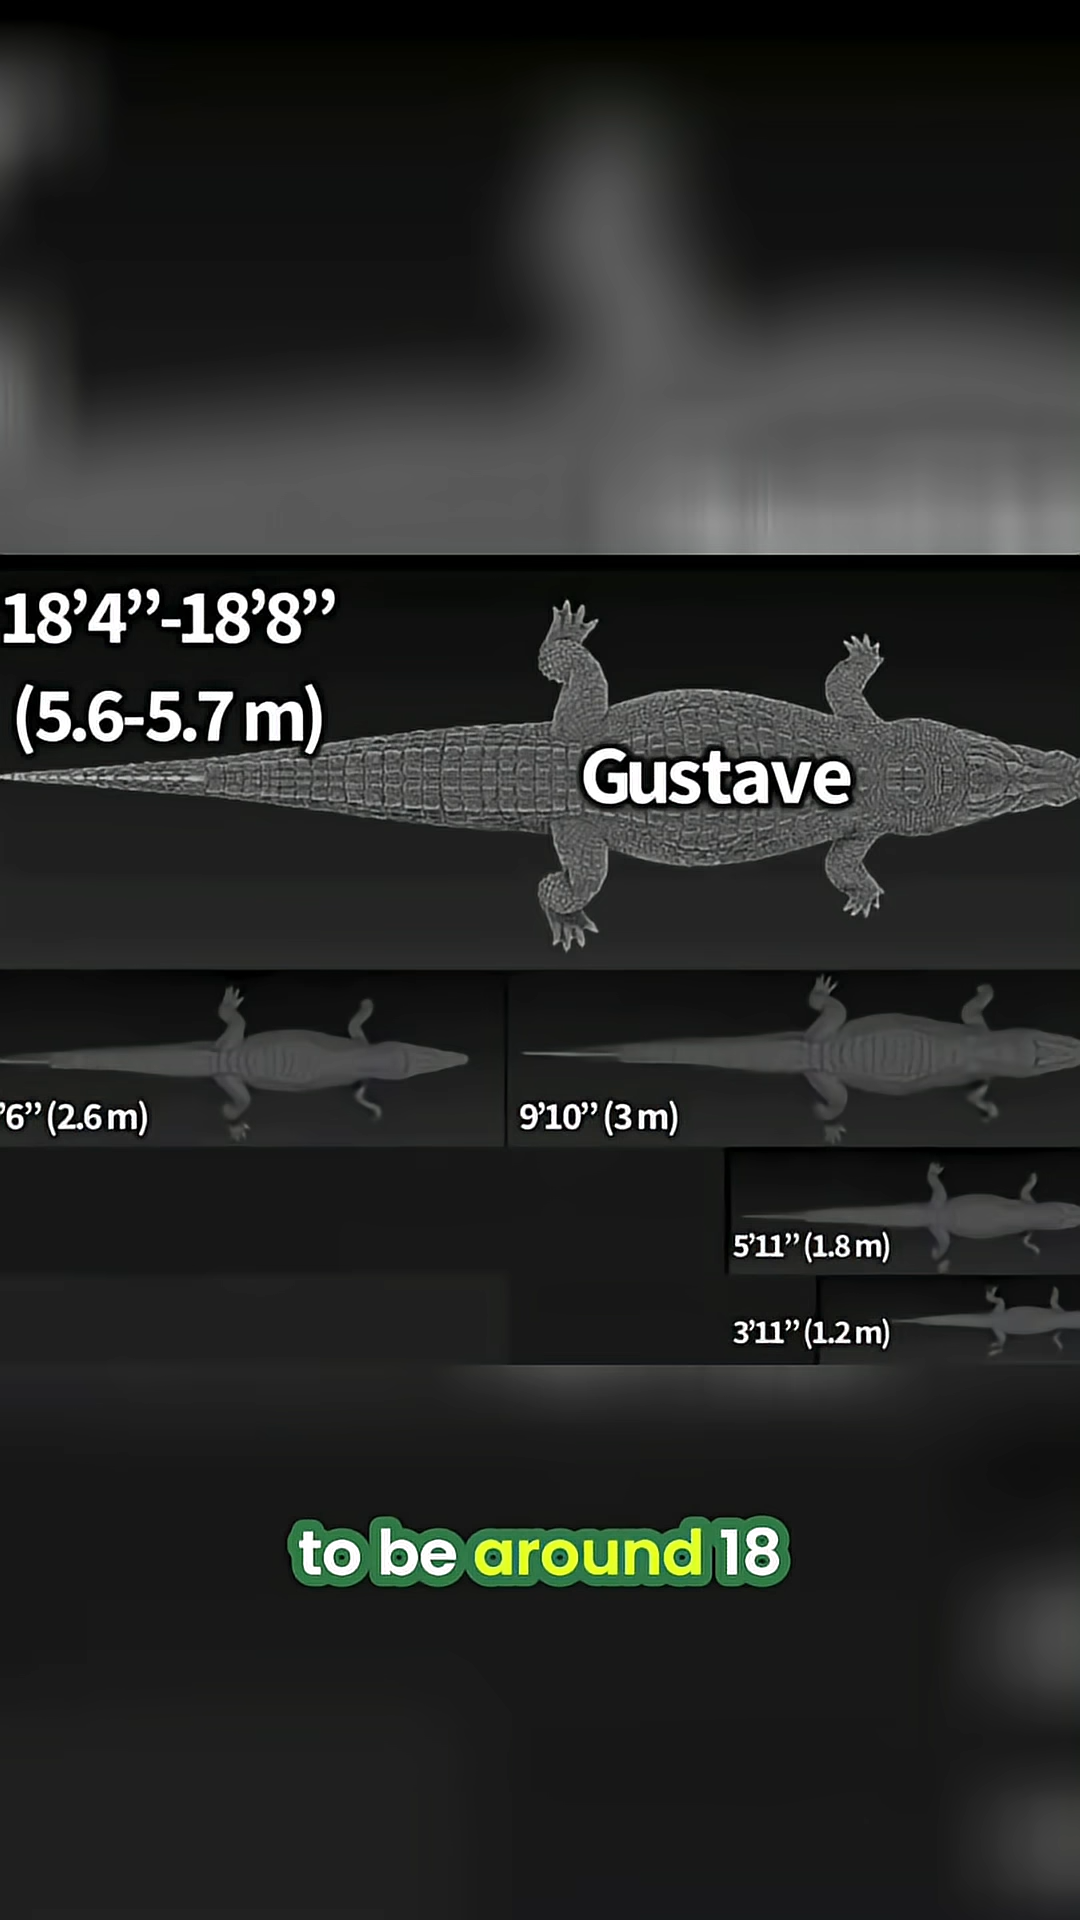 18’4’’-18’8’’
(5.6-5.7 m)
Gustave
’6’’ (2.6 m)
9’10’’ (3 m)
5’11’’ (1.8 m)
3’11’’ (1.2 m)
to be around 18